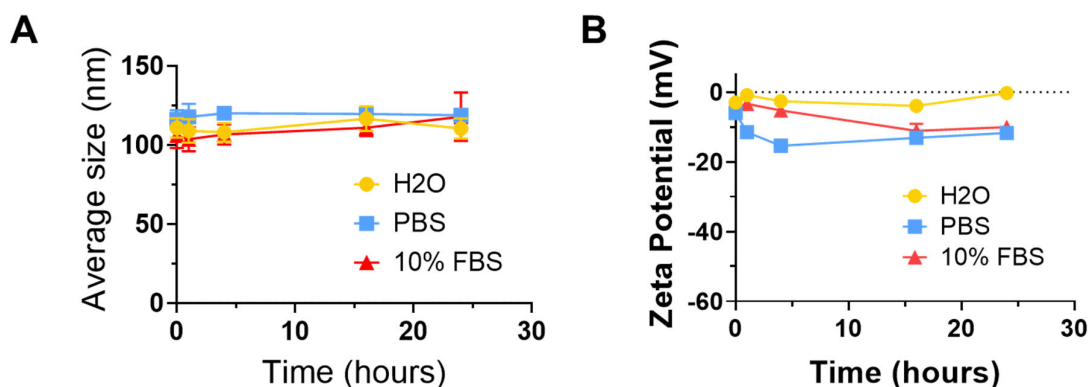 A
Average size (nm)
150
100
50
0
0 10 20 30
Time (hours)
H2O
PBS
10% FBS
B
Zeta Potential (mV)
0
-20
-40
-60
0 10 20 30
Time (hours)
H2O
PBS
10% FBS